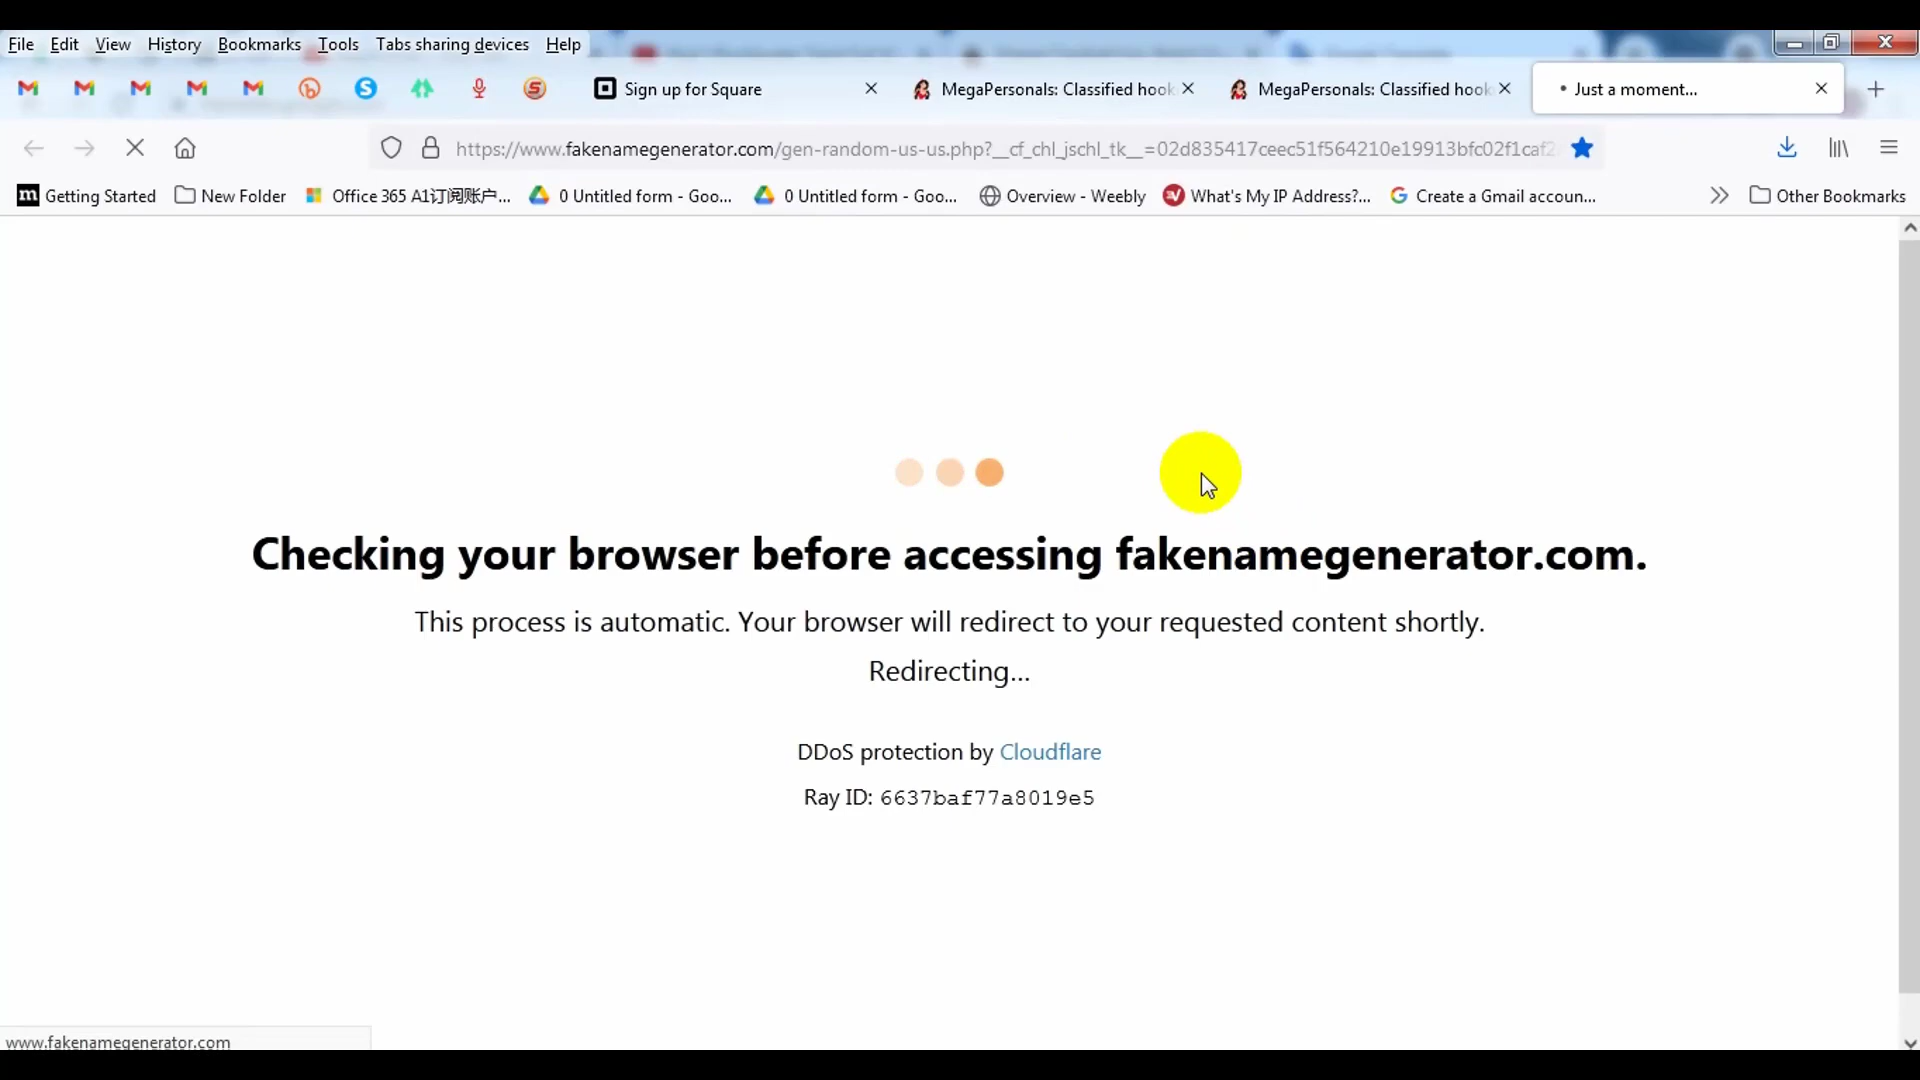 File Edit View History Bookmarks Tools Tabs sharing devices Help
Sign up for Square
MegaPersonals: Classified hook
MegaPersonals: Classified hook
Just a moment...
https://www.fakenamegenerator.com/gen-random-us-us.php?__cf_chl_jschl_tk__=02d835417ceec51f564210e19913bfc02f1caf2
Getting Started New Folder Office 365 A1订阅账户... 0 Untitled form - Goo... 0 Untitled form - Goo... Overview - Weebly What's My IP Address?... Create a Gmail accoun... Other Bookmarks
Checking your browser before accessing fakenamegenerator.com.
This process is automatic. Your browser will redirect to your requested content shortly.
Redirecting...
DDoS protection by Cloudflare
Ray ID: 6637baf77a8019e5
www.fakenamegenerator.com